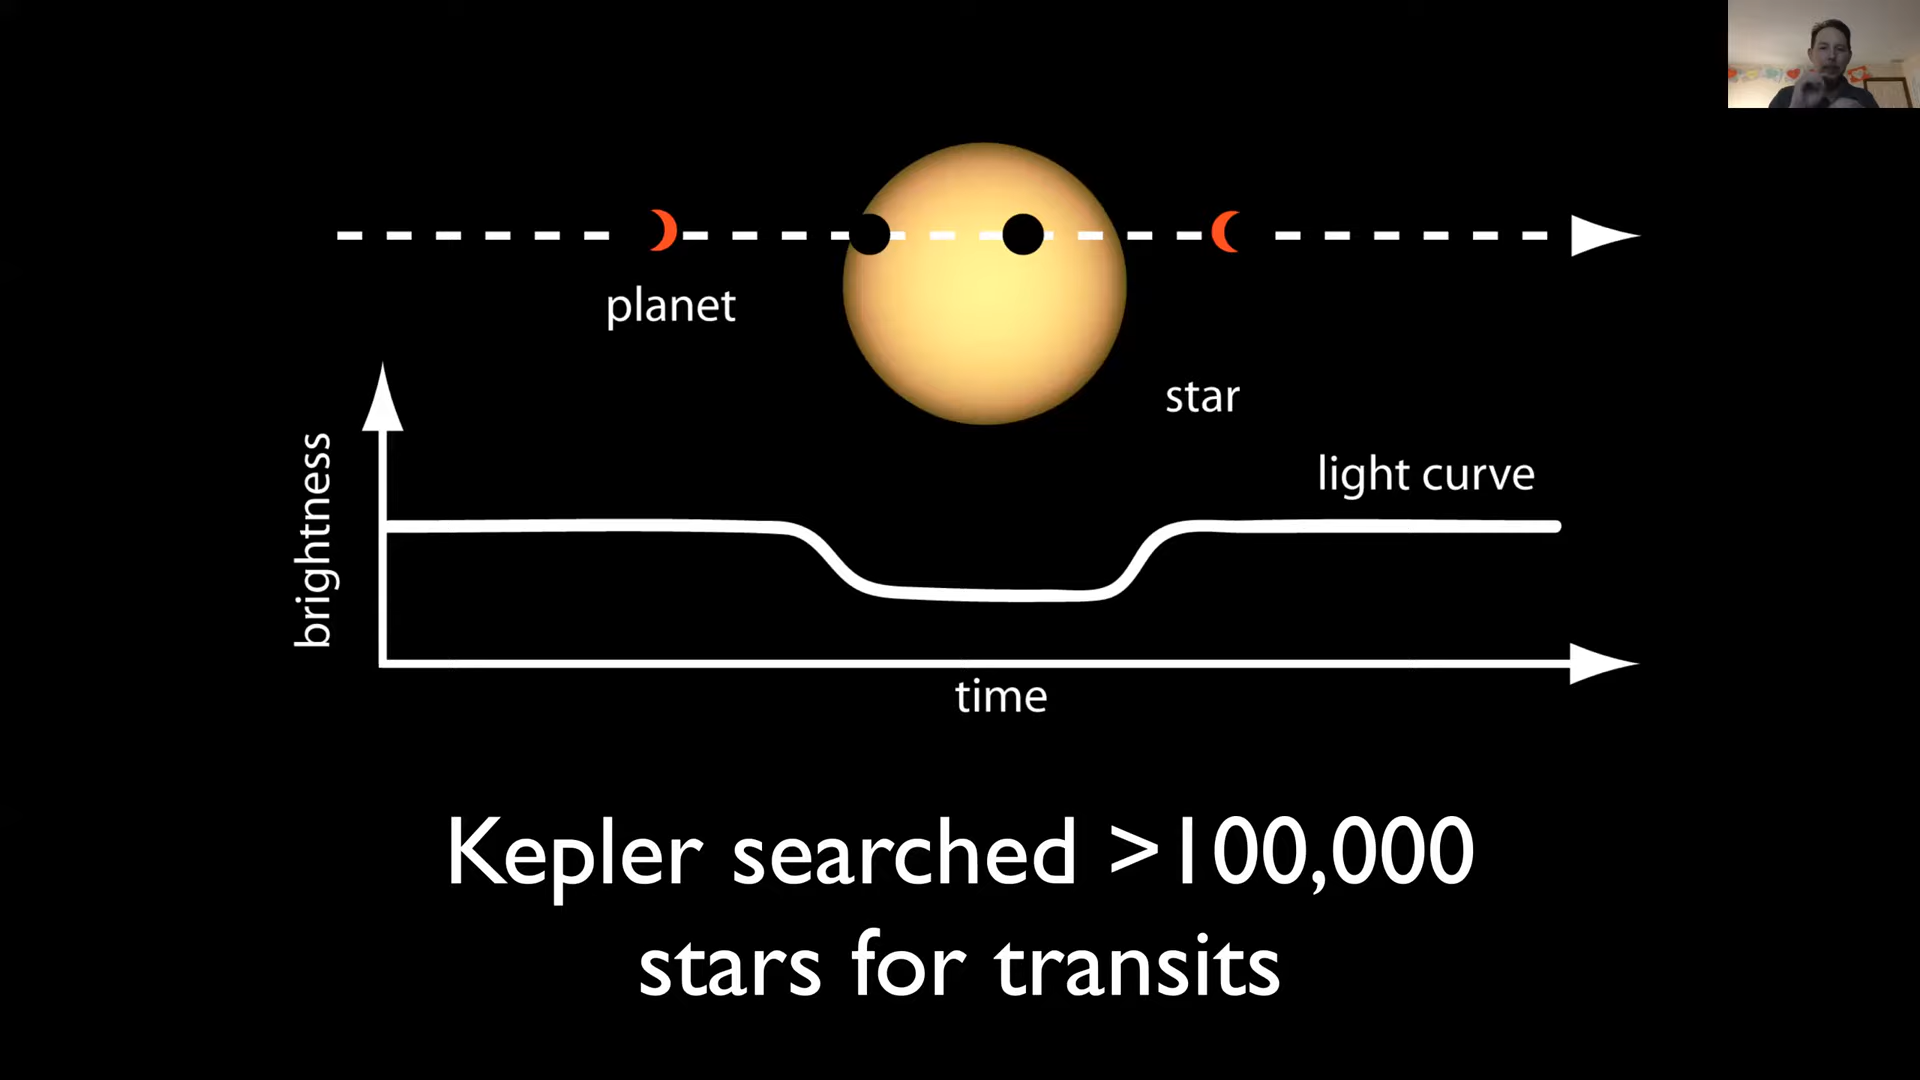 planet
star
light curve
brightness
time
Kepler searched >100,000
stars for transits